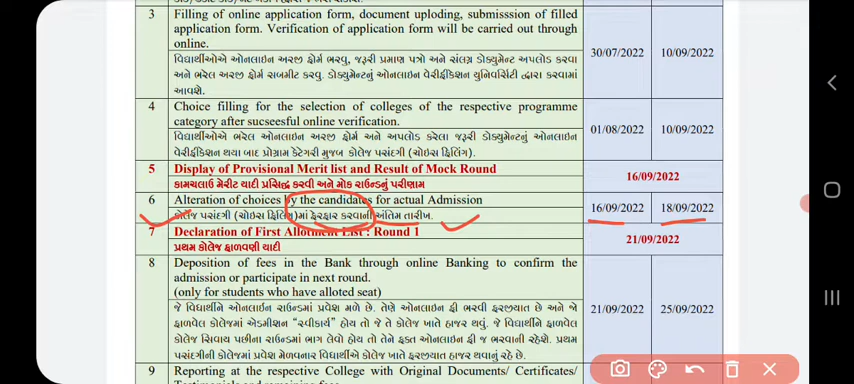 3 Filling of online application form, document uploding, submisssion of filled
application form. Verification of application form will be carried out through
online.
વિદ્યાર્થીઓએ ઓનલાઇન અરજી ફોર્મ ભરવુ, જરૂરી પ્રમાણ પત્રો અને સંલગ્ન ડોક્યુમેન્ટ અપલોડ કરવા
અને ભરેલ અરજી ફોર્મ સબમીટ કરવુ. ડોક્યુમેન્ટનું ઓનલાઇન વેરીફીકેશન યુનિવર્સિટી દ્વારા કરવામાં
આવશે.
30/07/2022 10/09/2022
4 Choice filling for the selection of colleges of the respective programme
category after sucseesful online verification.
વિદ્યાર્થીઓએ ભરેલ ઓનલાઇન અરજી ફોર્મ અને અપલોડ કરેલા જરૂરી ડોક્યુમેન્ટનું ઓનલાઇન
વેરીફીકેશન થયા બાદ પ્રોગ્રામ કેટેગરી મુજબ કોલેજ પસંદગી (ચોઇસ ફિલિંગ).
01/08/2022 10/09/2022
5 Display of Provisional Merit list and Result of Mock Round
કામચલાઉ મેરીટ યાદી પ્રસિદ્ધ કરવી અને મોક રાઉન્ડનું પરીણામ
16/09/2022
6 Alteration of choices by the candidates for actual Admission
કોલેજ પસંદગી (ચોઇસ ફિલિંગ)માં ફેરફાર કરવાની અંતિમ તારીખ.
16/09/2022 18/09/2022
7 Declaration of First Allotment List : Round 1
પ્રથમ કોલેજ ફાળવણી યાદી
21/09/2022
8 Deposition of fees in the Bank through online Banking to confirm the
admission or participate in next round.
(only for students who have alloted seat)
જે વિદ્યાર્થીને ઓનલાઇન રાઉન્ડમાં પ્રવેશ મળે છે. તેણે ઓનલાઇન ફી ભરવી ફરજીયાત છે અને જો
ફાળવેલ કોલેજમાં એડમીશન "સ્વીકાર્ય" હોય તો જે તે કોલેજ ખાતે હાજર થવું. જે વિદ્યાર્થીને ફાળવેલ
કોલેજ સિવાય પછીના રાઉન્ડમાં ભાગ લેવો હોય તો તેને ફક્ત ઓનલાઇન ફી જ ભરવાની રહેશે. પ્રથમ
પસંદગીની કોલેજમાં પ્રવેશ મેળવનાર વિદ્યાર્થીએ કોલેજ ખાતે ફરજીયાત હાજર થવાનું રહે છે.
21/09/2022 25/09/2022
9 Reporting at the respective College with Original Documents/ Certificates/